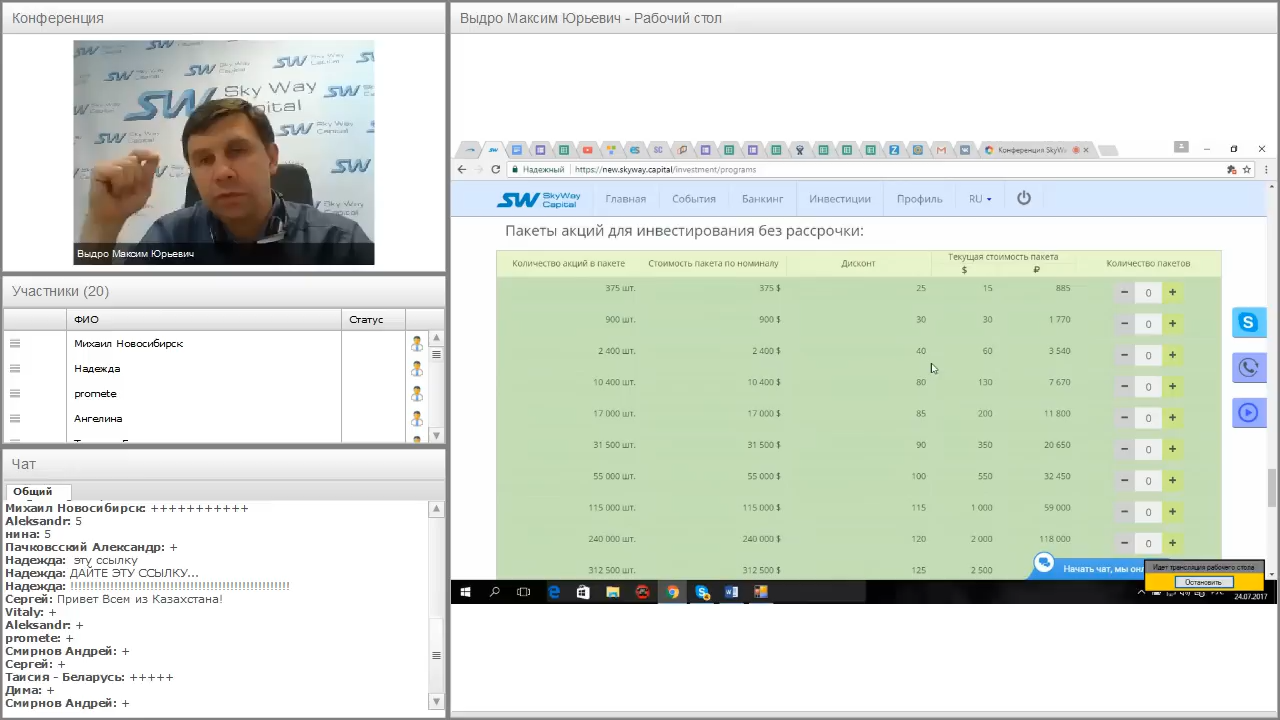 Конференция
SW Sky Way Capital
Выдро Максим Юрьевич
Участники (20)
ФИО
Статус
Михаил Новосибирск
Надежда
promete
Ангелина
Чат
Общий
Михаил Новосибирск: +++++++++++
Aleksandr: 5
нина: 5
Пачковсский Александр: +
Надежда: эту ссылку
Надежда: ДАЙТЕ ЭТУ ССЫЛКУ...
Сергей: Привет Всем из Казахстана!
Vitaly: +
Aleksandr: +
promete: +
Смирнов Андрей: +
Сергей: +
Таисия - Беларусь: +++++
Дима: +
Смирнов Андрей: +
Выдро Максим Юрьевич - Рабочий стол
Конференция SkyW
Надежный
https://new.skyway.capital/investment/programs
SW SkyWay Capital
Главная
События
Банкинг
Инвестиции
Профиль
RU
Пакеты акций для инвестирования без рассрочки:
Количество акций в пакете Стоимость пакета по номиналу Дисконт Текущая стоимость пакета $ ₽ Количество пакетов
375 шт. 375 $ 25 15 885 − 0 +
900 шт. 900 $ 30 30 1 770 − 0 +
2 400 шт. 2 400 $ 40 60 3 540 − 0 +
10 400 шт. 10 400 $ 80 130 7 670 − 0 +
17 000 шт. 17 000 $ 85 200 11 800 − 0 +
31 500 шт. 31 500 $ 90 350 20 650 − 0 +
55 000 шт. 55 000 $ 100 550 32 450 − 0 +
115 000 шт. 115 000 $ 115 1 000 59 000 − 0 +
240 000 шт. 240 000 $ 120 2 000 118 000 − 0 +
312 500 шт. 312 500 $ 125 2 500
Начать чат, мы
Идет трансляция рабочего стола
Остановить
24.07.2017